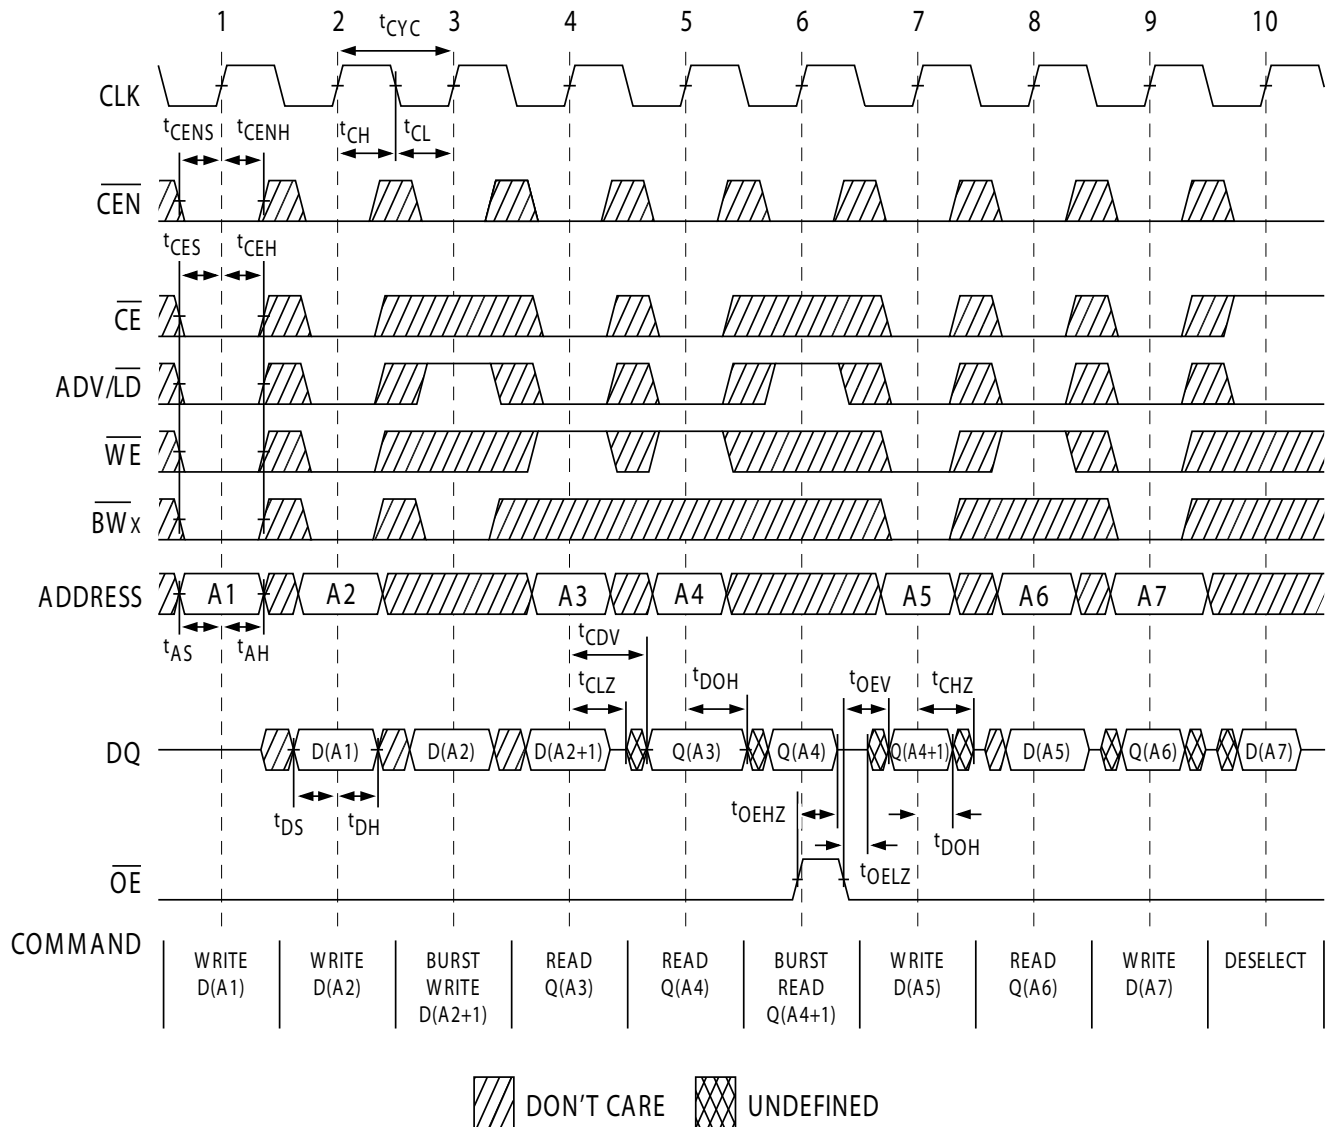 1 2 tCYC 3 4 5 6 7 8 9 10
CLK
tCENS tCENH tCH tCL
CEN
tCES tCEH
CE
ADV/LD
WE
BWX
ADDRESS A1 A2 A3 A4 A5 A6 A7
tAS tAH tCDV
tCLZ tDOH tOEV tCHZ
DQ D(A1) D(A2) D(A2+1) Q(A3) Q(A4) Q(A4+1) D(A5) Q(A6) D(A7)
tDS tDH tOEHZ tDOH
tOELZ
OE
COMMAND
WRITE WRITE BURST READ READ BURST WRITE READ WRITE DESELECT
D(A1) D(A2) WRITE Q(A3) Q(A4) READ D(A5) Q(A6) D(A7)
D(A2+1) Q(A4+1)
DON'T CARE UNDEFINED